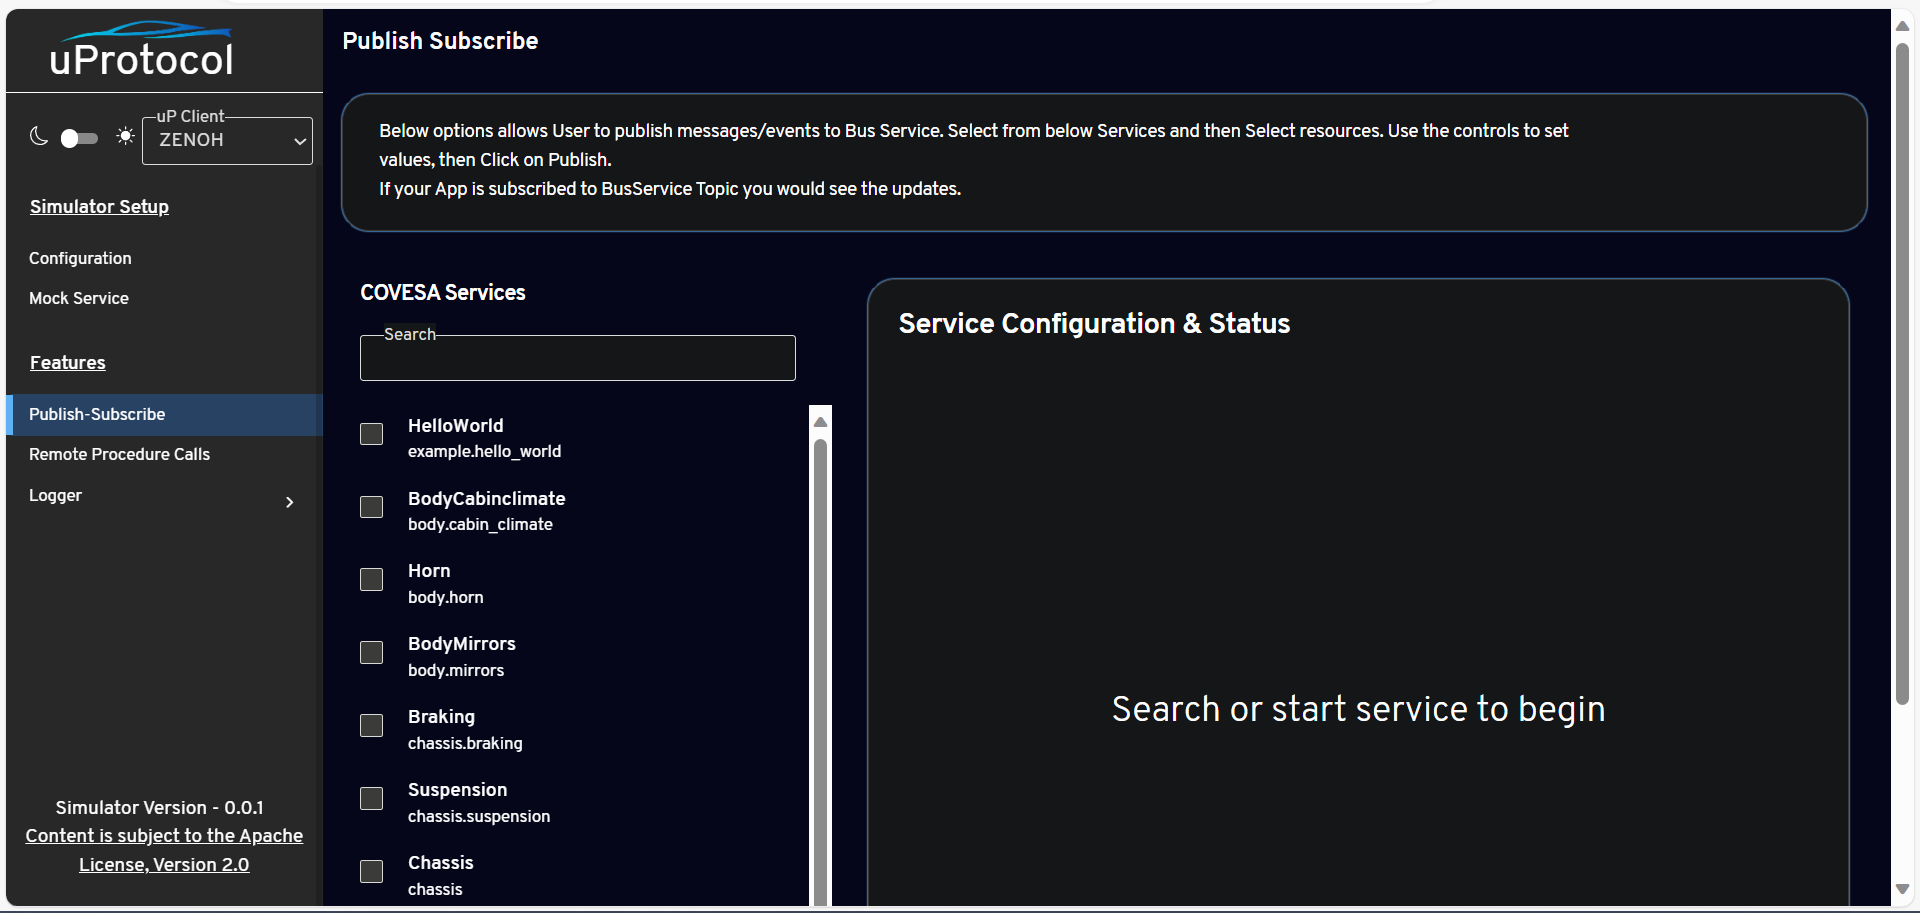 uProtocol
uP Client
ZENOH
Simulator Setup
Configuration
Mock Service
Features
Publish-Subscribe
Remote Procedure Calls
Logger
Simulator Version - 0.0.1
Content is subject to the Apache
License, Version 2.0
Publish Subscribe
Below options allows User to publish messages/events to Bus Service. Select from below Services and then Select resources. Use the controls to set
values, then Click on Publish.
If your App is subscribed to BusService Topic you would see the updates.
COVESA Services
Search
HelloWorld
example.hello_world
BodyCabinclimate
body.cabin_climate
Horn
body.horn
BodyMirrors
body.mirrors
Braking
chassis.braking
Suspension
chassis.suspension
Chassis
chassis
Service Configuration & Status
Search or start service to begin